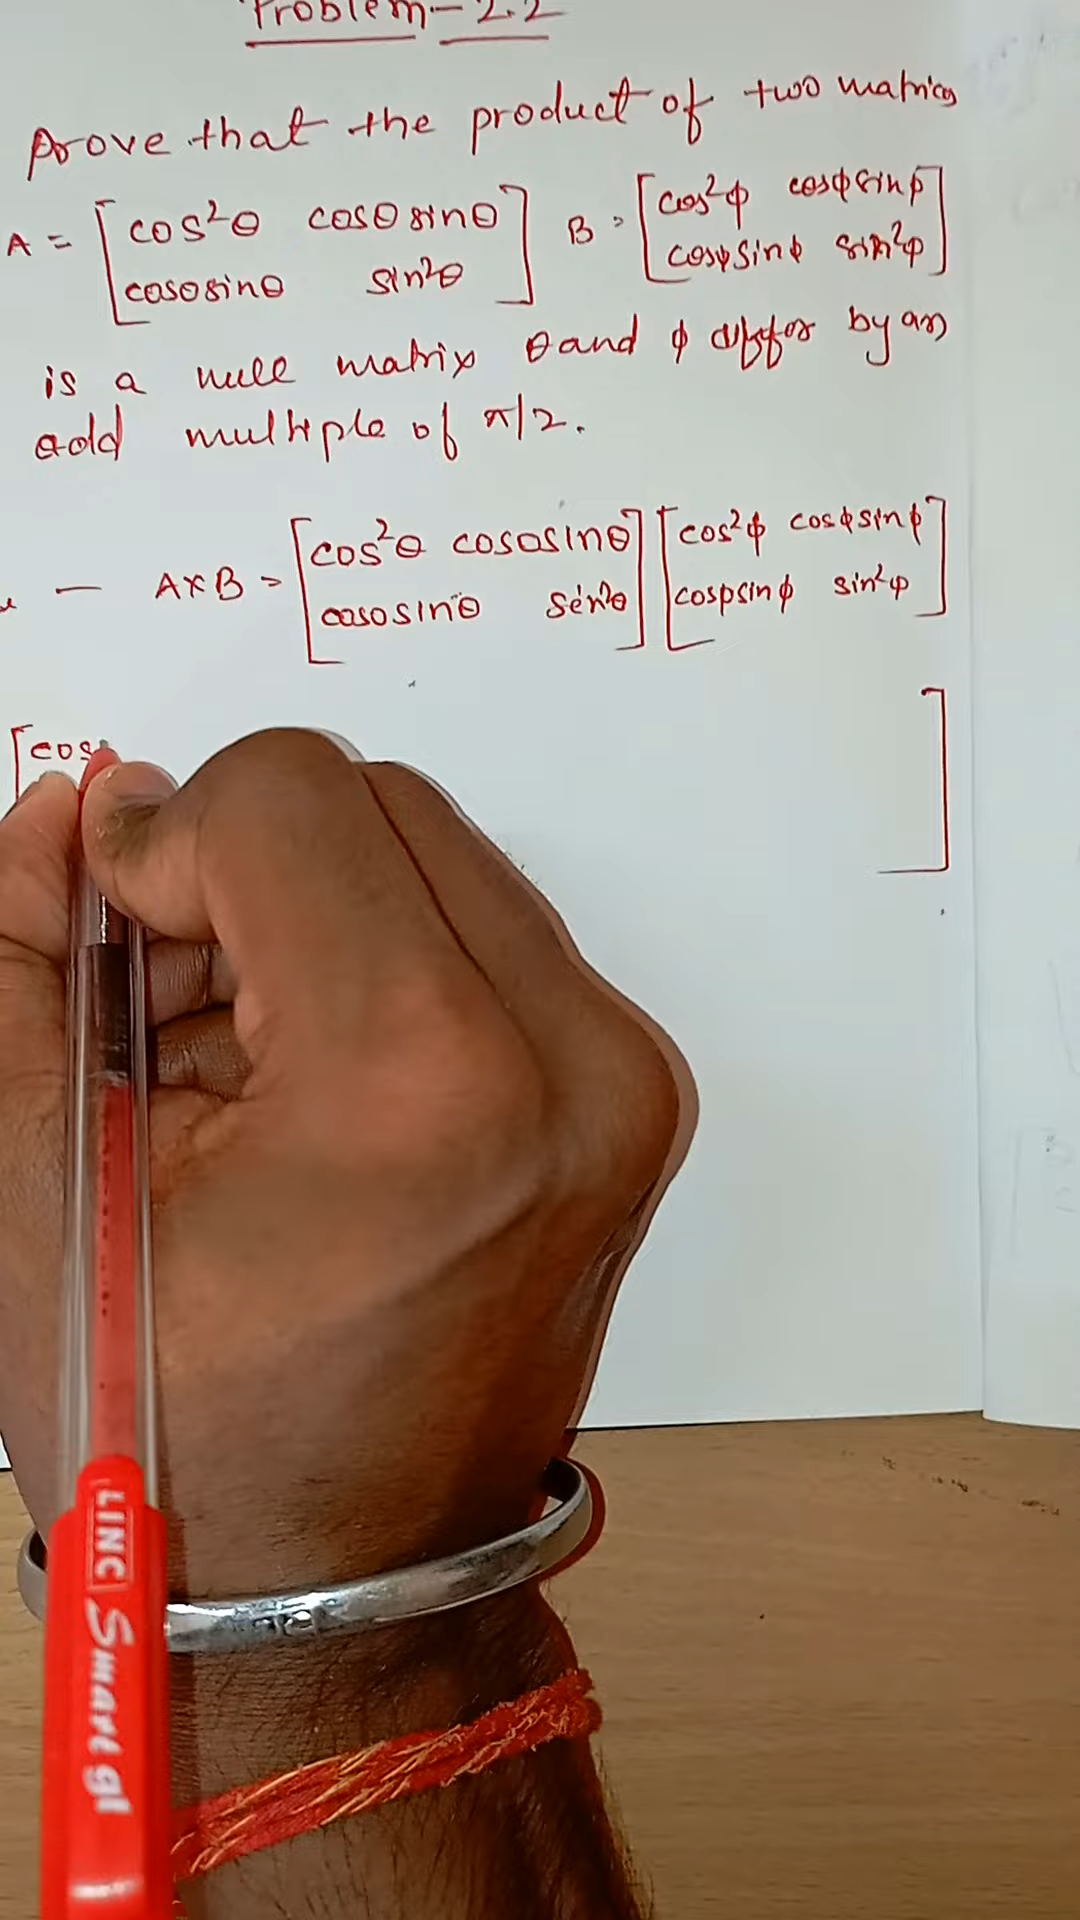 Problem - 2.2
prove that the product of two matrics
A = [cos²θ cosθ sinθ] B = [cos²φ cosφ sinφ]
[cosθ sinθ sin²θ] [cosφ sinφ sin²φ]
is a null matrix θ and φ differ by an
odd multiple of π/2.
— A×B = [cos²θ cosθ sinθ] [cos²φ cosφ sinφ]
[cosθ sinθ sin²θ] [cosφ sinφ sin²φ]
[cos ]
LINC Smart gl